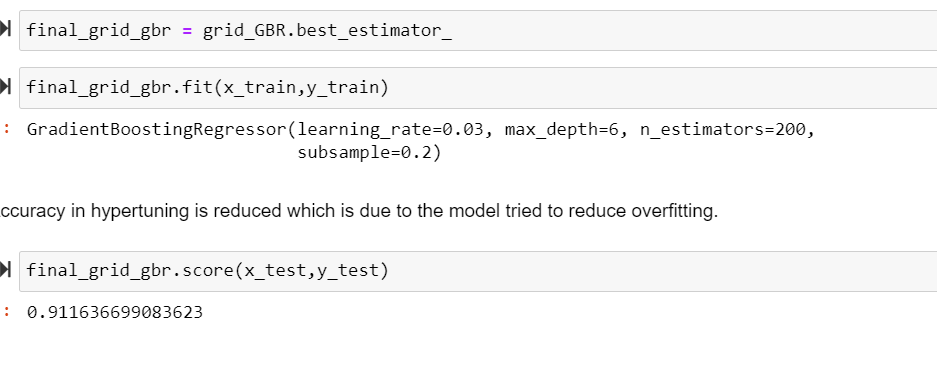 final_grid_gbr = grid_GBR.best_estimator_
final_grid_gbr.fit(x_train,y_train)
: GradientBoostingRegressor(learning_rate=0.03, max_depth=6, n_estimators=200,
subsample=0.2)
ccuracy in hypertuning is reduced which is due to the model tried to reduce overfitting.
final_grid_gbr.score(x_test,y_test)
: 0.911636699083623